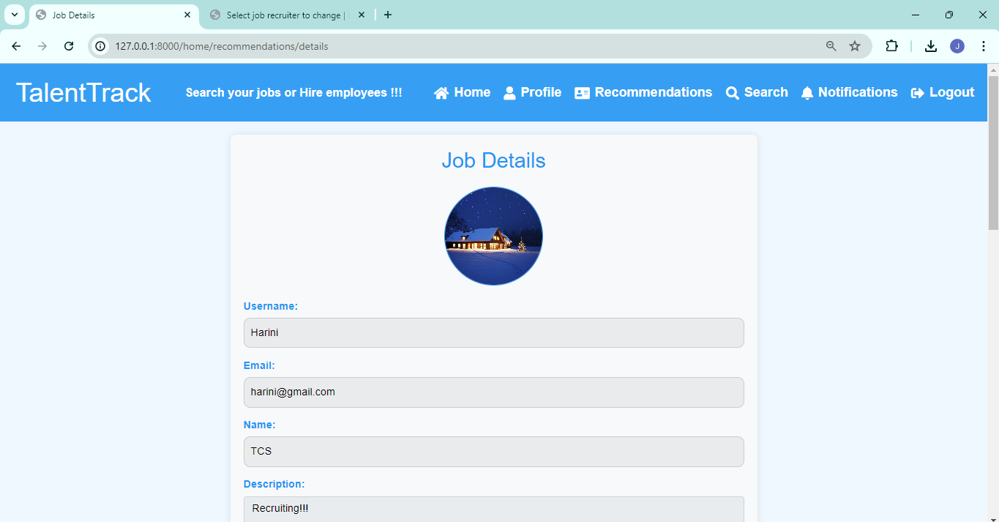 Job Details
Select job recruiter to change |
127.0.0.1:8000/home/recommendations/details
J
TalentTrack
Search your jobs or Hire employees !!!
Home
Profile
Recommendations
Search
Notifications
Logout
Job Details
Username:
Harini
Email:
harini@gmail.com
Name:
TCS
Description:
Recruiting!!!